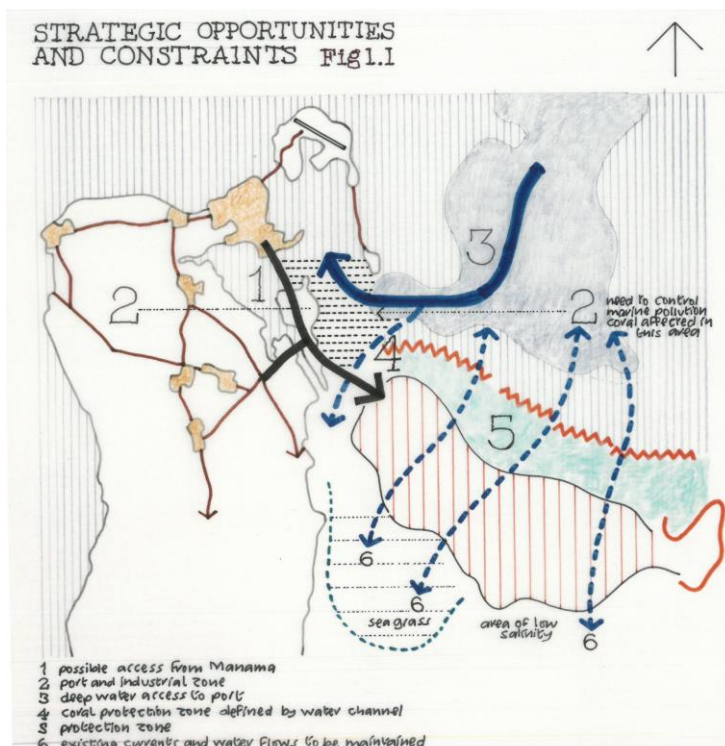 STRATEGIC OPPORTUNITIES
AND CONSTRAINTS Fig1.1
3
1
2
2
need to control
marine pollution
coral affected in
this area
4
5
6
6
sea grass
area of low
salinity
6
1 possible access from Manama
2 port and industrial zone
3 deep water access to port
4 coral protection zone defined by water channel
5 protection zone
6 existing currents and water flows to be maintained